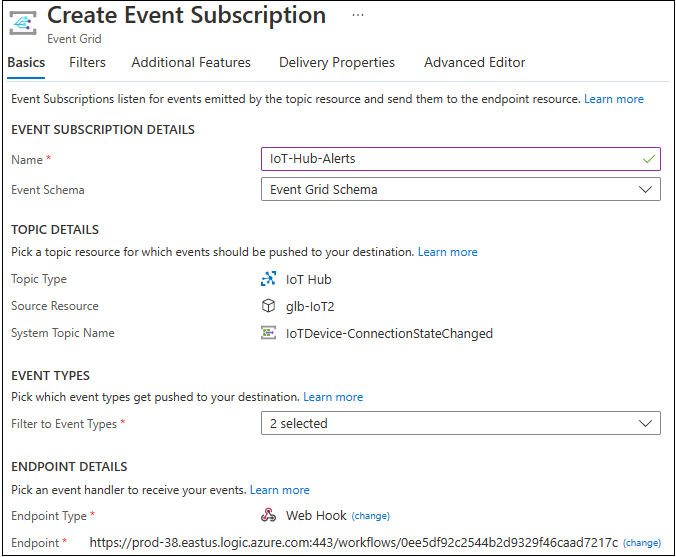 Create Event Subscription ...
Event Grid
Basics Filters Additional Features Delivery Properties Advanced Editor
Event Subscriptions listen for events emitted by the topic resource and send them to the endpoint resource. Learn more
EVENT SUBSCRIPTION DETAILS
Name * IoT-Hub-Alerts
Event Schema Event Grid Schema
TOPIC DETAILS
Pick a topic resource for which events should be pushed to your destination. Learn more
Topic Type IoT Hub
Source Resource glb-IoT2
System Topic Name IoTDevice-ConnectionStateChanged
EVENT TYPES
Pick which event types get pushed to your destination. Learn more
Filter to Event Types * 2 selected
ENDPOINT DETAILS
Pick an event handler to receive your events. Learn more
Endpoint Type * Web Hook (change)
Endpoint * https://prod-38.eastus.logic.azure.com:443/workflows/0ee5df92c2544b2d9329f46caad7217c (change)